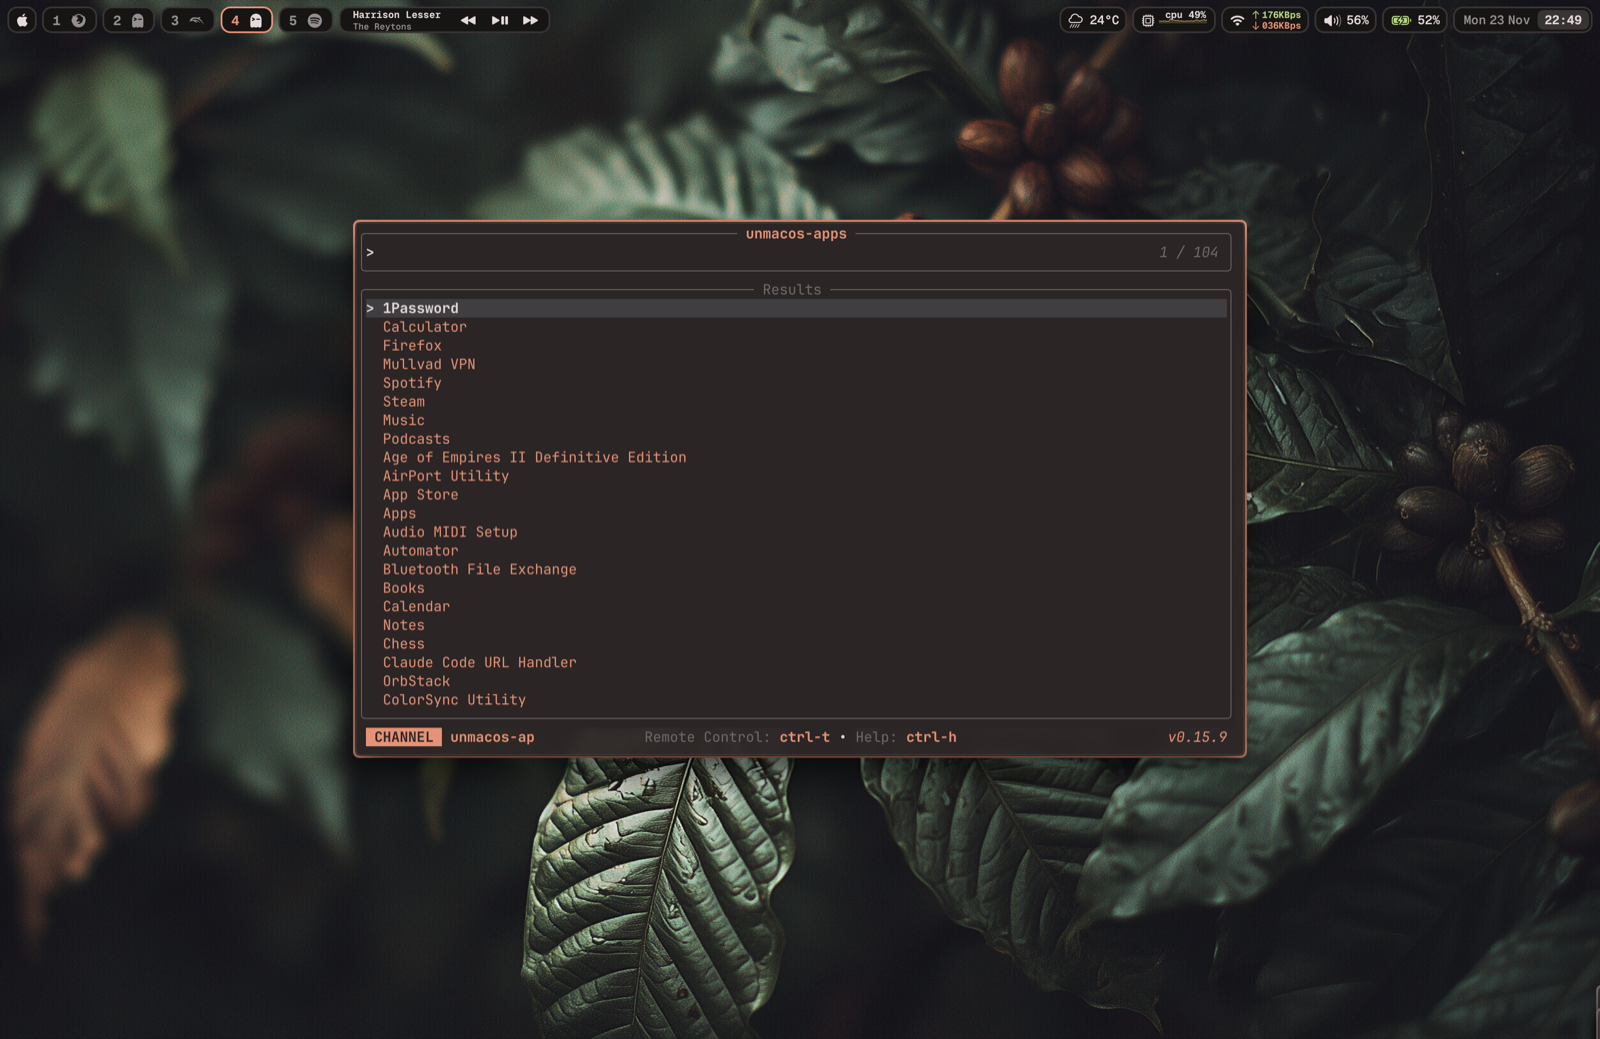 1
2
3
4
5
Harrison Lesser
The Reytons
24°C
cpu 49%
↑ 176KBps
↓ 036KBps
56%
52%
Mon 23 Nov 22:49
unmacos-apps
> 1 / 104
Results
> 1Password
Calculator
Firefox
Mullvad VPN
Spotify
Steam
Music
Podcasts
Age of Empires II Definitive Edition
AirPort Utility
App Store
Apps
Audio MIDI Setup
Automator
Bluetooth File Exchange
Books
Calendar
Notes
Chess
Claude Code URL Handler
OrbStack
ColorSync Utility
CHANNEL unmacos-ap Remote Control: ctrl-t • Help: ctrl-h v0.15.9